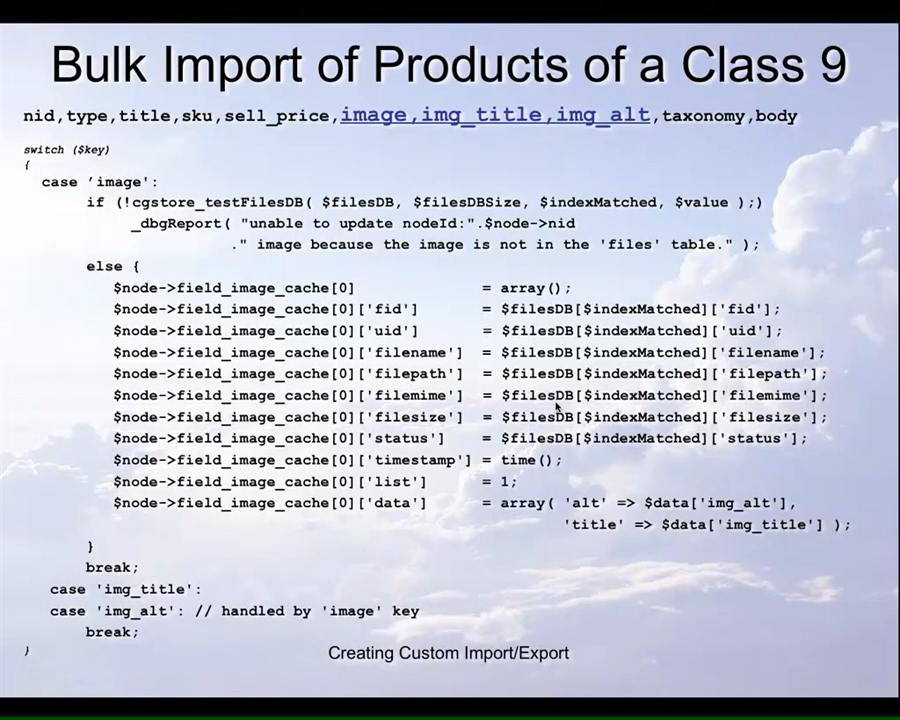 Bulk Import of Products of a Class 9
nid,type,title,sku,sell_price,image,img_title,img_alt,taxonomy,body
switch ($key)
{
case ’image':
if (!cgstore_testFilesDB( $filesDB, $filesDBSize, $indexMatched, $value );)
_dbgReport( "unable to update nodeId:".$node->nid
." image because the image is not in the 'files' table." );
else {
$node->field_image_cache[0] = array();
$node->field_image_cache[0]['fid'] = $filesDB[$indexMatched]['fid'];
$node->field_image_cache[0]['uid'] = $filesDB[$indexMatched]['uid'];
$node->field_image_cache[0]['filename'] = $filesDB[$indexMatched]['filename'];
$node->field_image_cache[0]['filepath'] = $filesDB[$indexMatched]['filepath'];
$node->field_image_cache[0]['filemime'] = $filesDB[$indexMatched]['filemime'];
$node->field_image_cache[0]['filesize'] = $filesDB[$indexMatched]['filesize'];
$node->field_image_cache[0]['status'] = $filesDB[$indexMatched]['status'];
$node->field_image_cache[0]['timestamp'] = time();
$node->field_image_cache[0]['list'] = 1;
$node->field_image_cache[0]['data'] = array( 'alt' => $data['img_alt'],
'title' => $data['img_title'] );
}
break;
case 'img_title':
case 'img_alt': // handled by 'image' key
break;
}
Creating Custom Import/Export